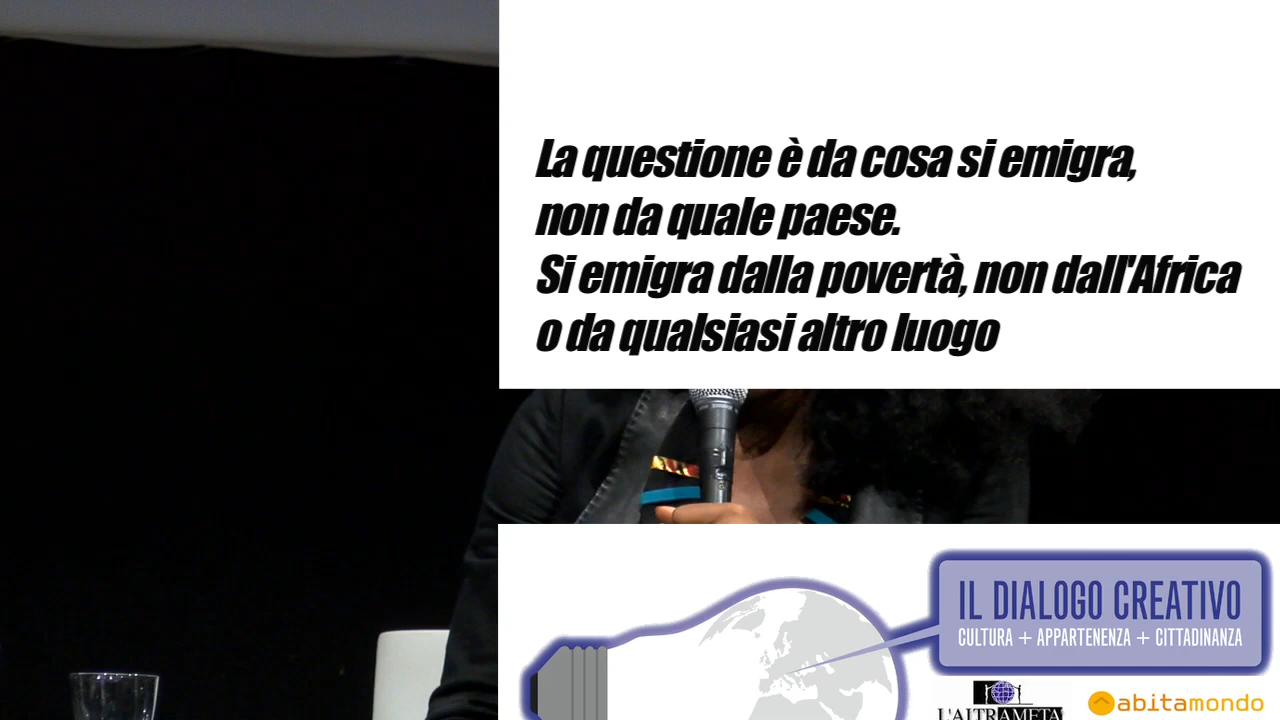 La questione è da cosa si emigra,
non da quale paese.
Si emigra dalla povertà, non dall'Africa
o da qualsiasi altro luogo
IL DIALOGO CREATIVO
CULTURA + APPARTENENZA + CITTADINANZA
L'ALTRAMETÀ
abitamondo